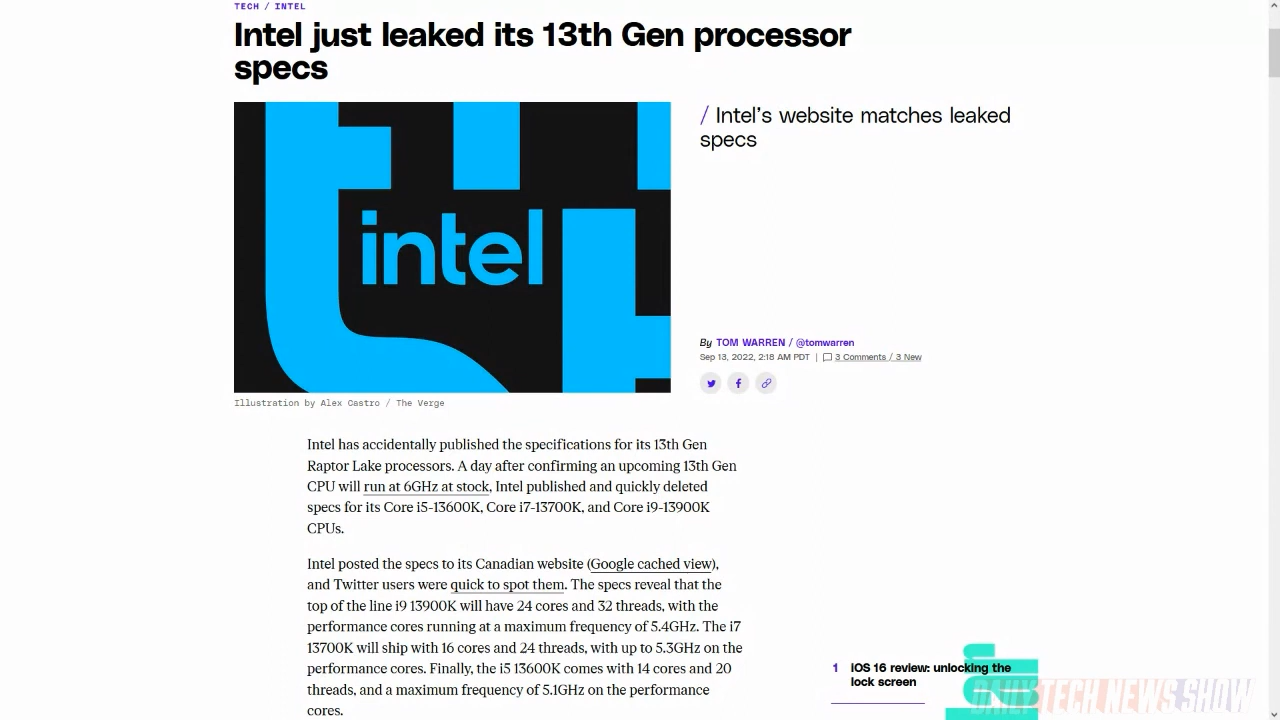 TECH / INTEL
Intel just leaked its 13th Gen processor
specs
intel
/ Intel’s website matches leaked
specs
By TOM WARREN / @tomwarren
Sep 13, 2022, 2:18 AM PDT | 3 Comments / 3 New
Illustration by Alex Castro / The Verge
Intel has accidentally published the specifications for its 13th Gen
Raptor Lake processors. A day after confirming an upcoming 13th Gen
CPU will run at 6GHz at stock, Intel published and quickly deleted
specs for its Core i5-13600K, Core i7-13700K, and Core i9-13900K
CPUs.
Intel posted the specs to its Canadian website (Google cached view),
and Twitter users were quick to spot them. The specs reveal that the
top of the line i9 13900K will have 24 cores and 32 threads, with the
performance cores running at a maximum frequency of 5.4GHz. The i7
13700K will ship with 16 cores and 24 threads, with up to 5.3GHz on the
performance cores. Finally, the i5 13600K comes with 14 cores and 20
threads, and a maximum frequency of 5.1GHz on the performance
cores.
1 iOS 16 review: unlocking the
lock screen
DAILY TECH NEWS SHOW